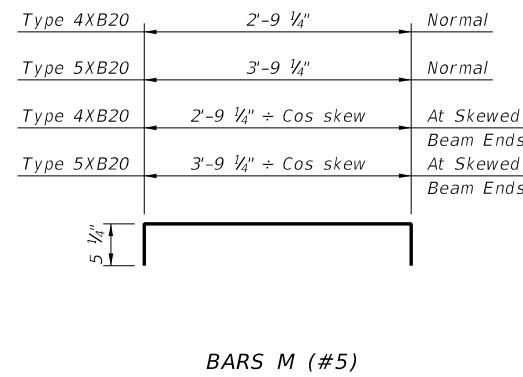 Type 4XB20 2'-9 ¼" Normal
Type 5XB20 3'-9 ¼" Normal
Type 4XB20 2'-9 ¼" ÷ Cos skew At Skewed
Beam Ends
Type 5XB20 3'-9 ¼" ÷ Cos skew At Skewed
Beam Ends
5 ¼"
BARS M (#5)